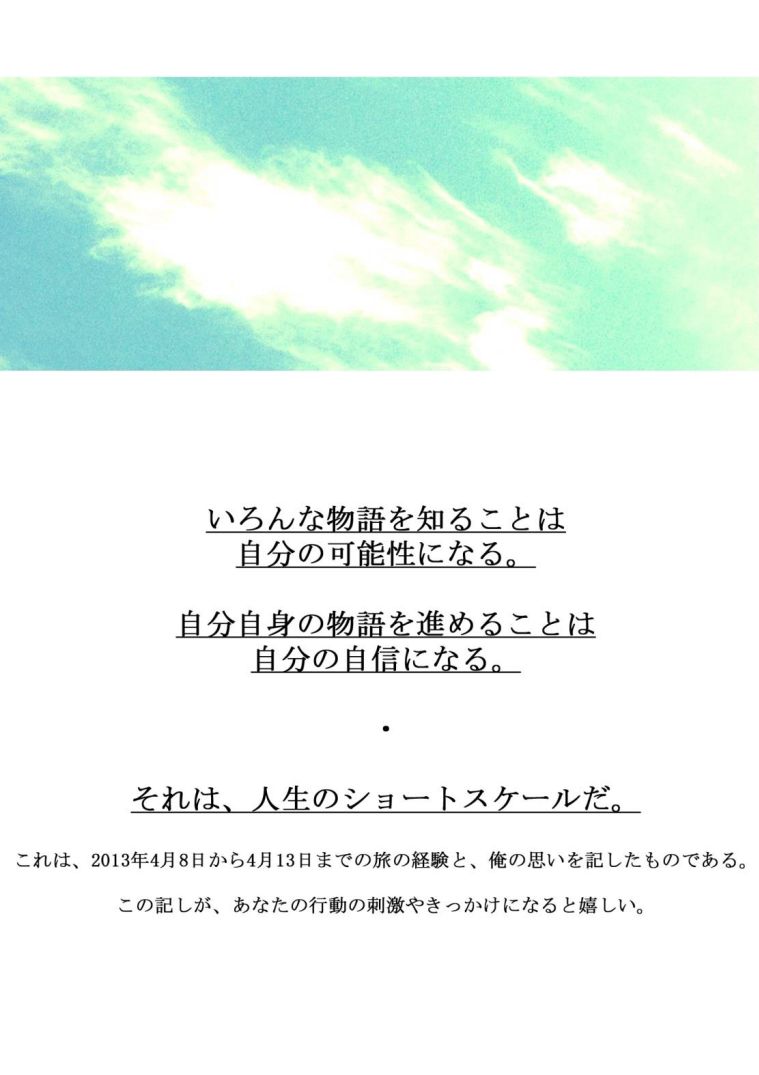 いろんな物語を知ることは
自分の可能性になる。
自分自身の物語を進めることは
自分の自信になる。
・
それは、人生のショートスケールだ。
これは、2013年4月8日から4月13日までの旅の経験と、俺の思いを記したものである。
この記しが、あなたの行動の刺激やきっかけになると嬉しい。